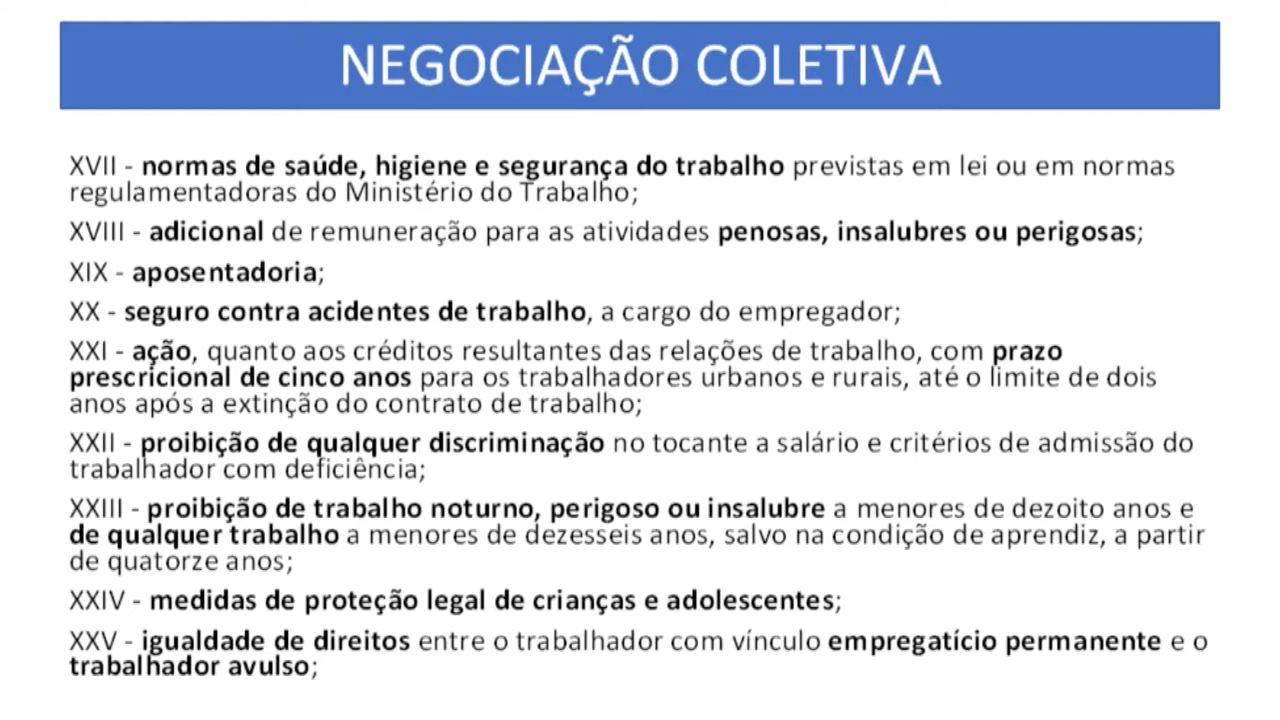 NEGOCIAÇÃO COLETIVA
XVII - normas de saúde, higiene e segurança do trabalho previstas em lei ou em normas
regulamentadoras do Ministério do Trabalho;
XVIII - adicional de remuneração para as atividades penosas, insalubres ou perigosas;
XIX - aposentadoria;
XX - seguro contra acidentes de trabalho, a cargo do empregador;
XXI - ação, quanto aos créditos resultantes das relações de trabalho, com prazo
prescricional de cinco anos para os trabalhadores urbanos e rurais, até o limite de dois
anos após a extinção do contrato de trabalho;
XXII - proibição de qualquer discriminação no tocante a salário e critérios de admissão do
trabalhador com deficiência;
XXIII - proibição de trabalho noturno, perigoso ou insalubre a menores de dezoito anos e
de qualquer trabalho a menores de dezesseis anos, salvo na condição de aprendiz, a partir
de quatorze anos;
XXIV - medidas de proteção legal de crianças e adolescentes;
XXV - igualdade de direitos entre o trabalhador com vínculo empregatício permanente e o
trabalhador avulso;